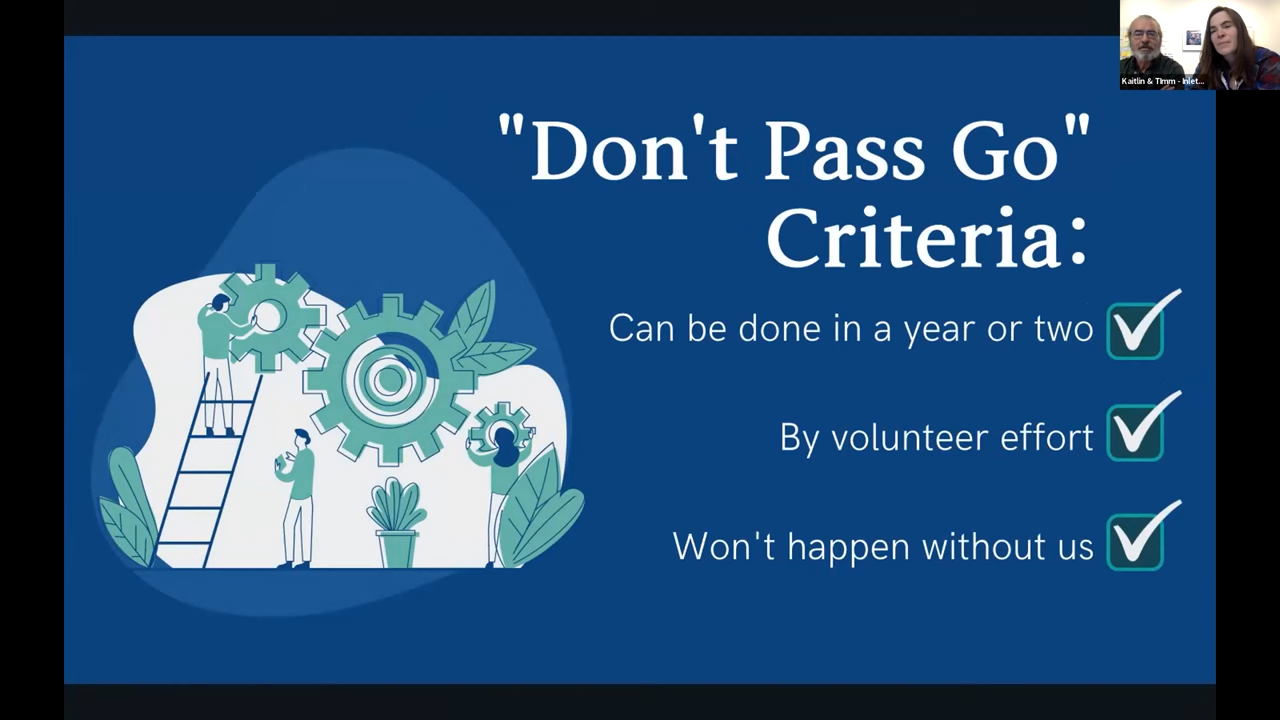 "Don't Pass Go"
Criteria:
Can be done in a year or two
By volunteer effort
Won't happen without us
Kaitlin & Timm - Inlet...